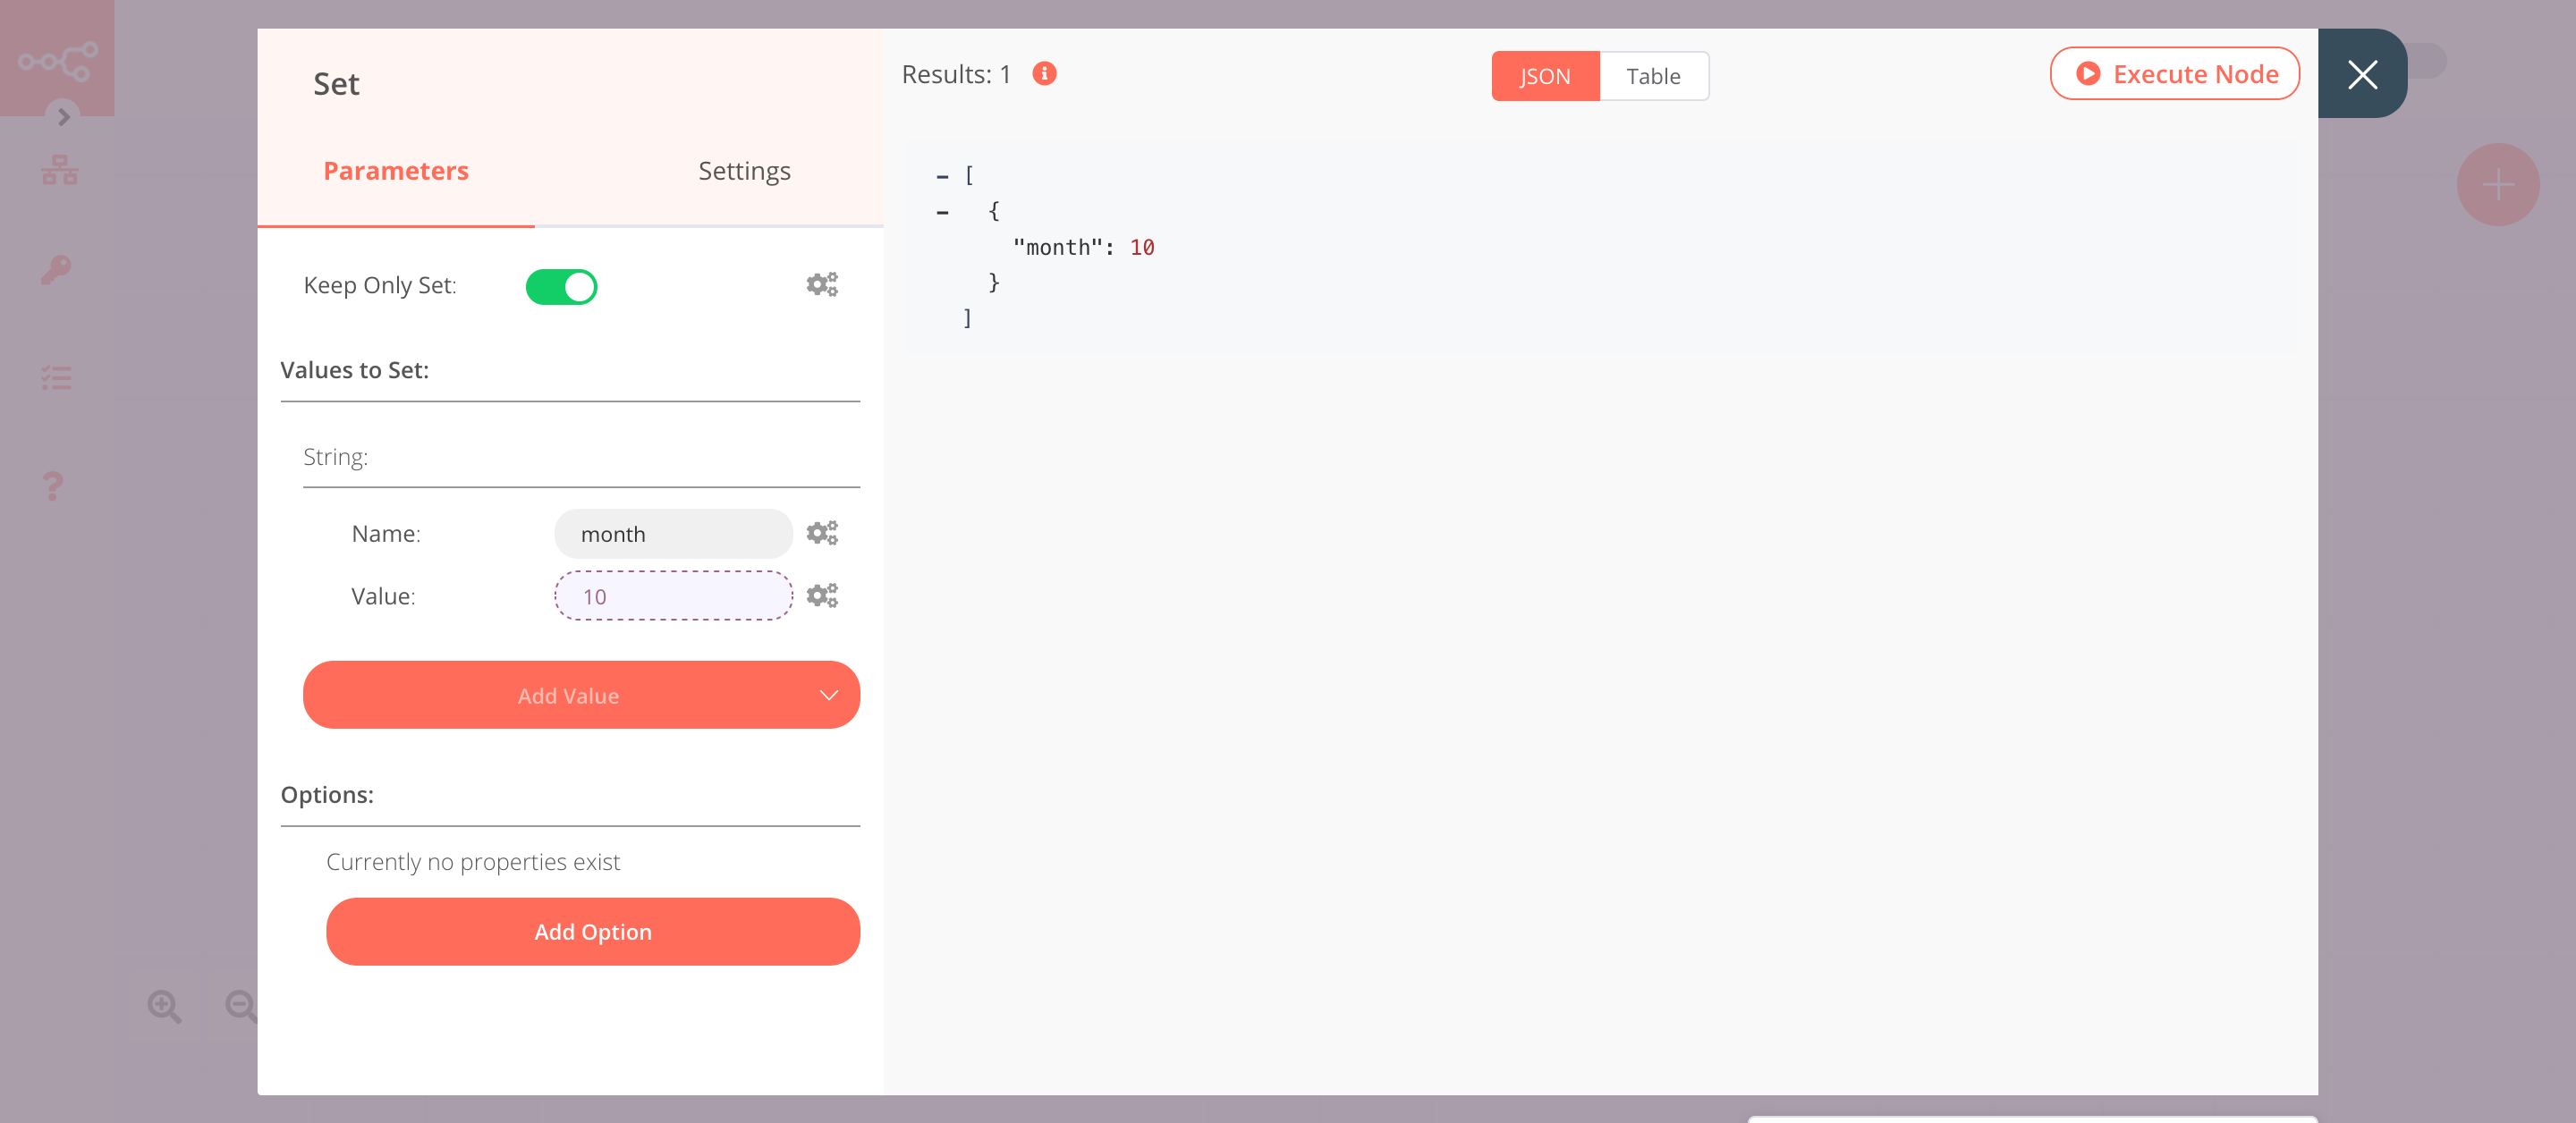 Set
Parameters
Settings
Keep Only Set:
Values to Set:
String:
Name:
month
Value:
10
Add Value
Options:
Currently no properties exist
Add Option
Results: 1
JSON
Table
Execute Node
- [
- {
"month": 10
}
]